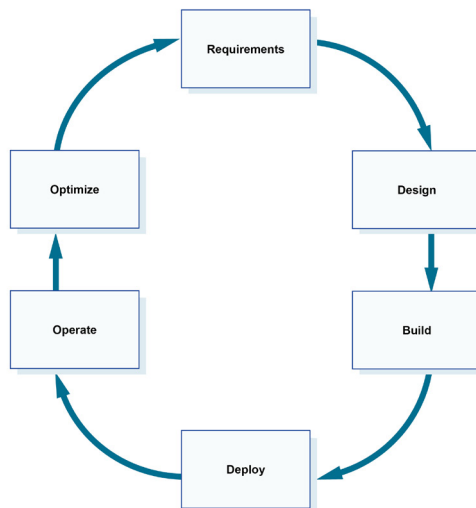 Requirements
Design
Build
Deploy
Operate
Optimize